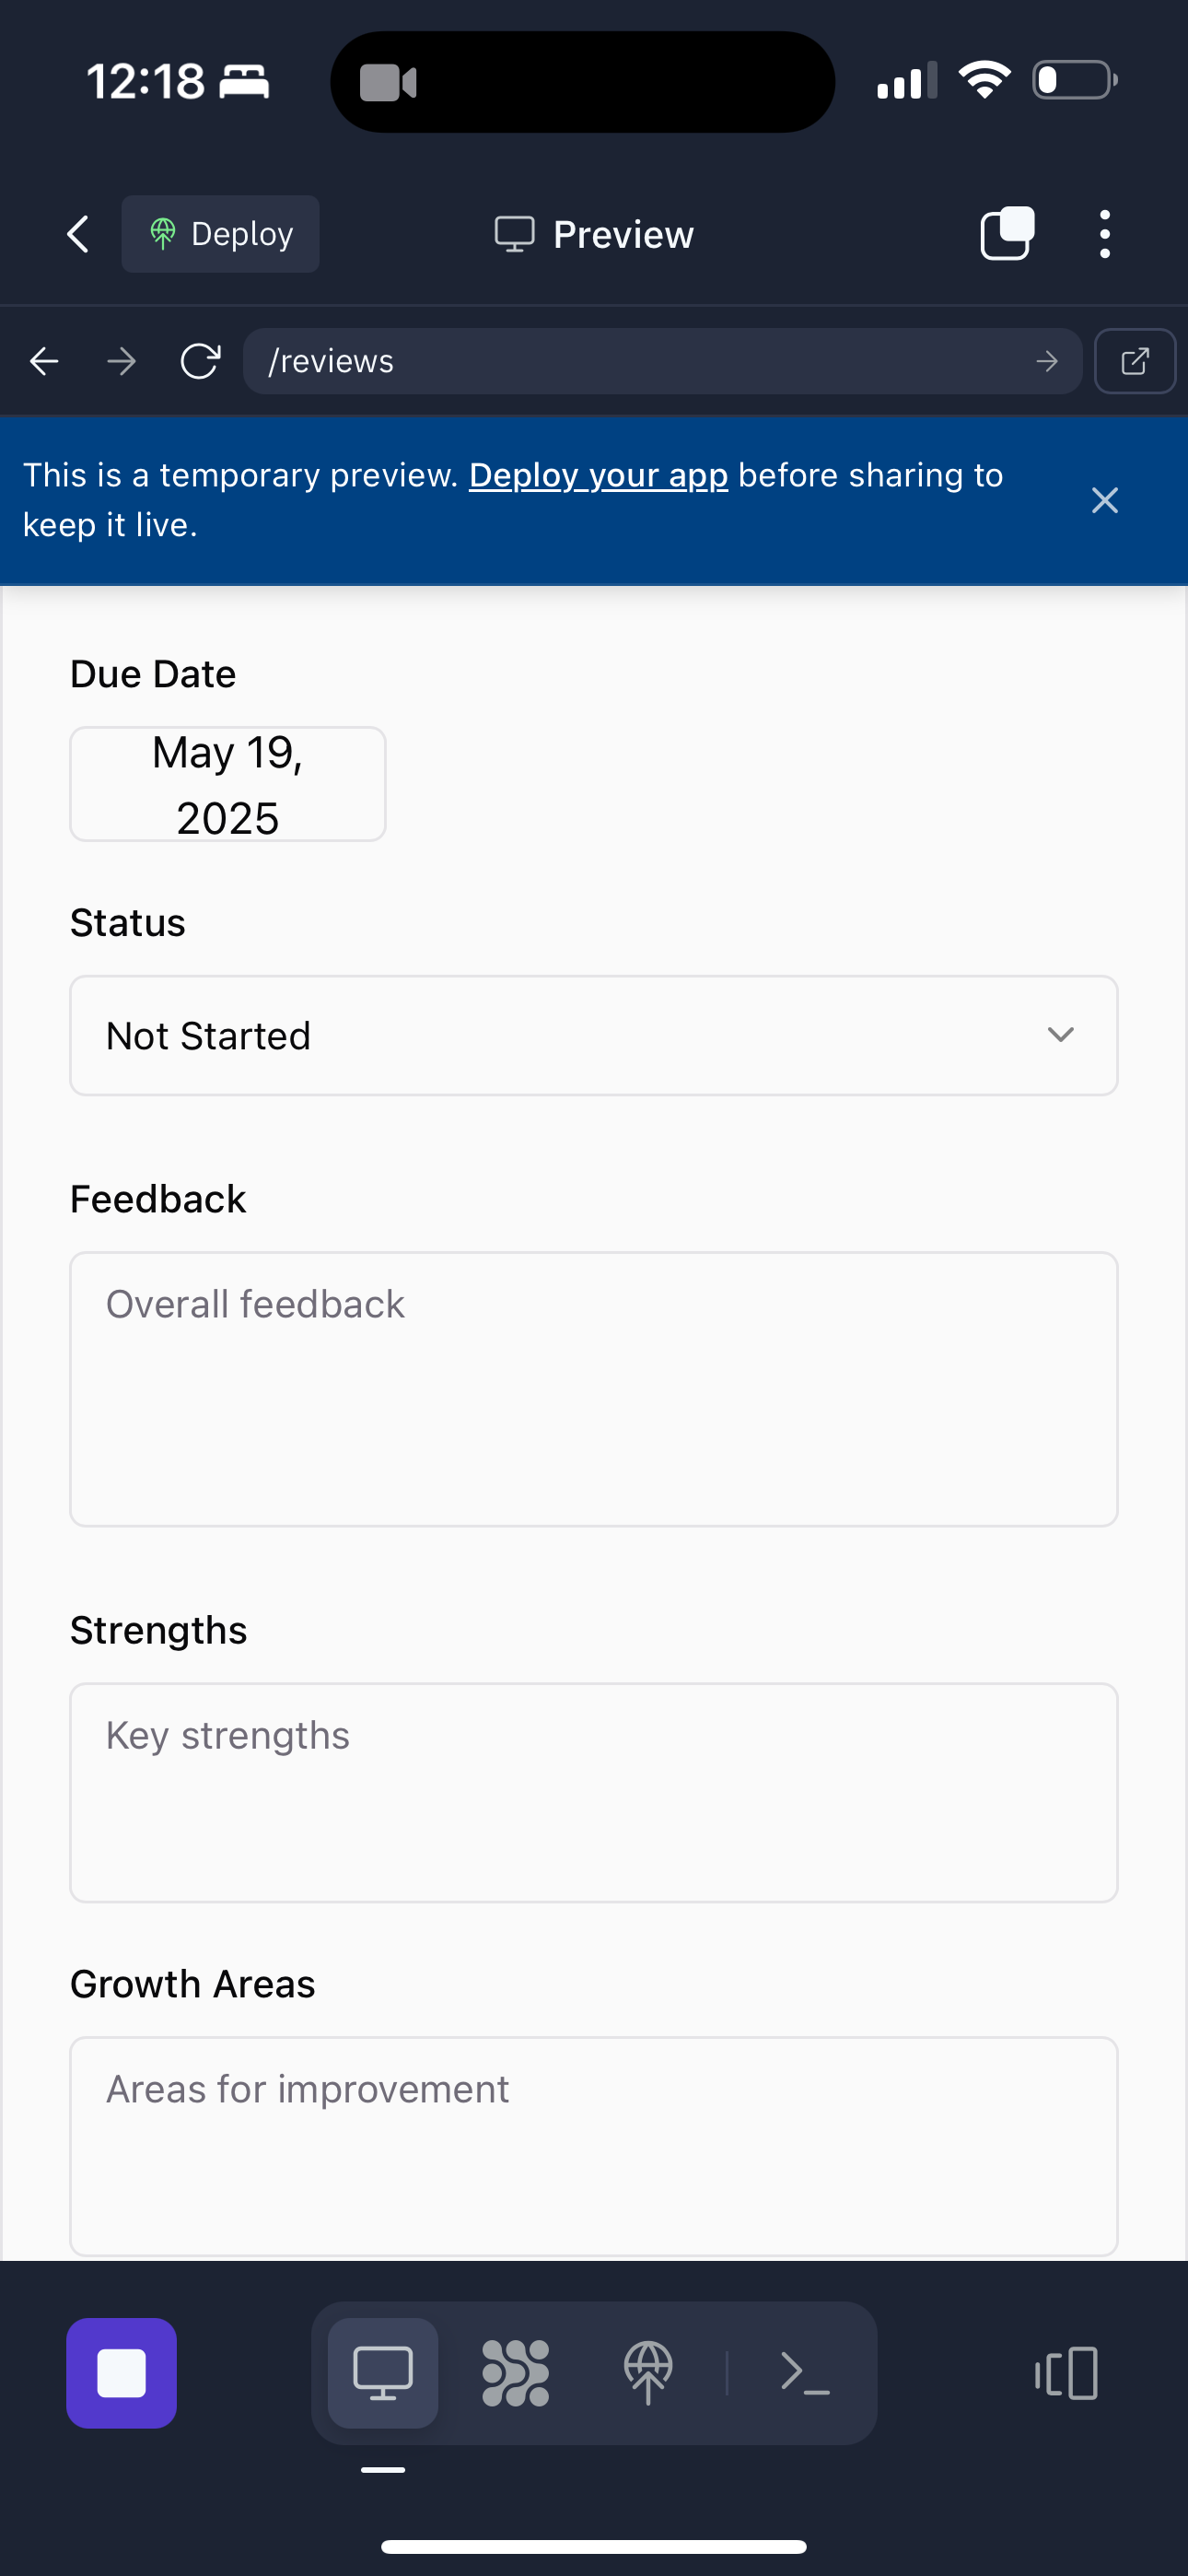 12:18
Deploy
Preview
/reviews
This is a temporary preview. Deploy your app before sharing to
keep it live.
Due Date
May 19,
2025
Status
Not Started
Feedback
Overall feedback
Strengths
Key strengths
Growth Areas
Areas for improvement